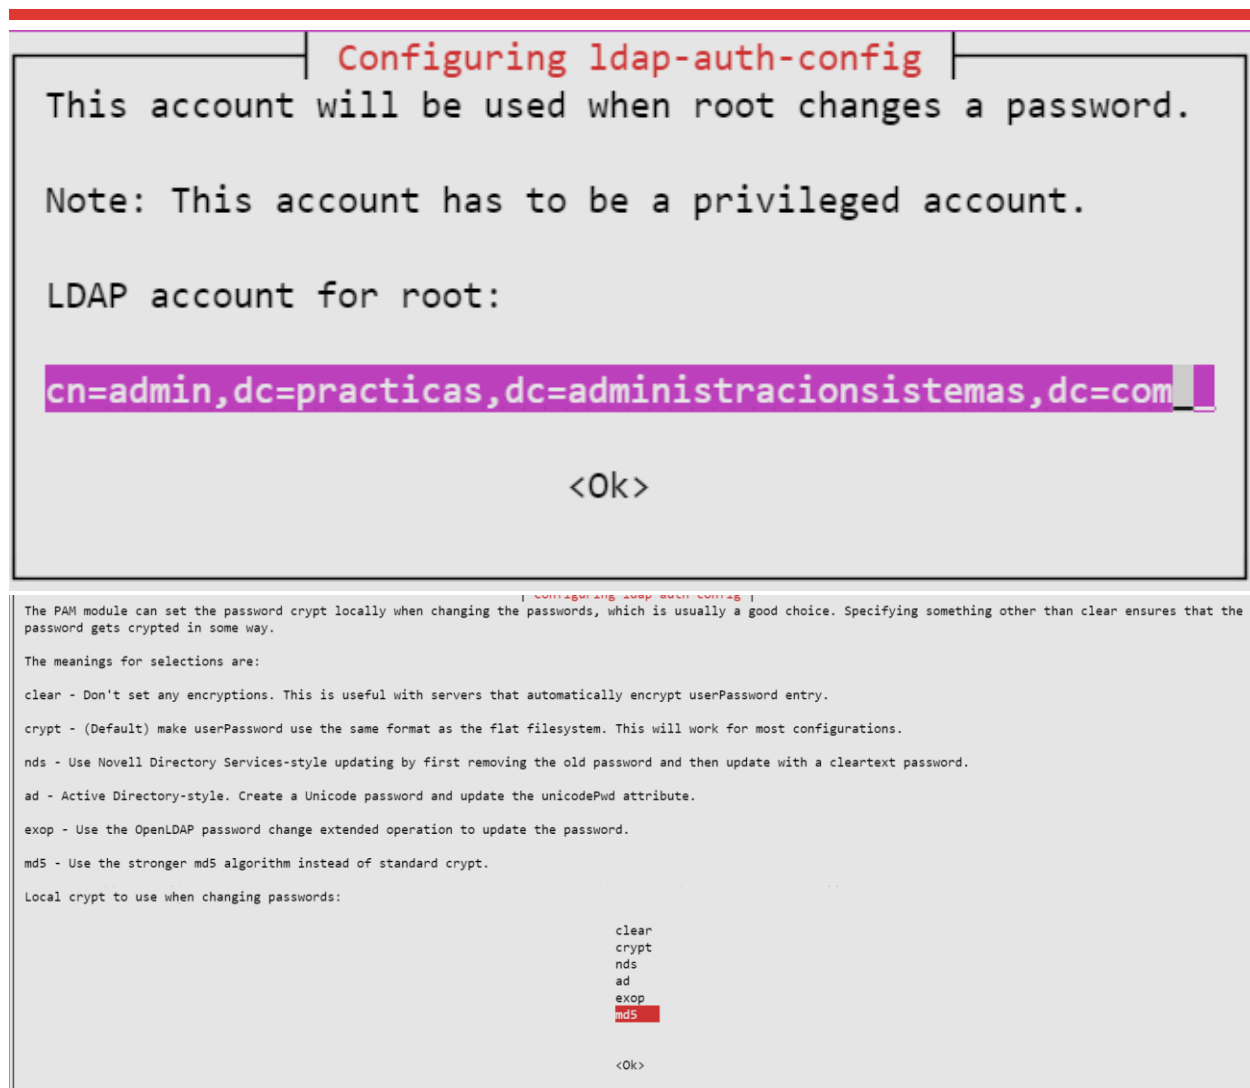 Configuring ldap-auth-config
This account will be used when root changes a password.
Note: This account has to be a privileged account.
LDAP account for root:
cn=admin,dc=practicas,dc=administracionsistemas,dc=com
<Ok>
Configuring ldap-auth-config
The PAM module can set the password crypt locally when changing the passwords, which is usually a good choice. Specifying something other than clear ensures that the
password gets crypted in some way.
The meanings for selections are:
clear - Don't set any encryptions. This is useful with servers that automatically encrypt userPassword entry.
crypt - (Default) make userPassword use the same format as the flat filesystem. This will work for most configurations.
nds - Use Novell Directory Services-style updating by first removing the old password and then update with a cleartext password.
ad - Active Directory-style. Create a Unicode password and update the unicodePwd attribute.
exop - Use the OpenLDAP password change extended operation to update the password.
md5 - Use the stronger md5 algorithm instead of standard crypt.
Local crypt to use when changing passwords:
clear
crypt
nds
ad
exop
md5
<Ok>